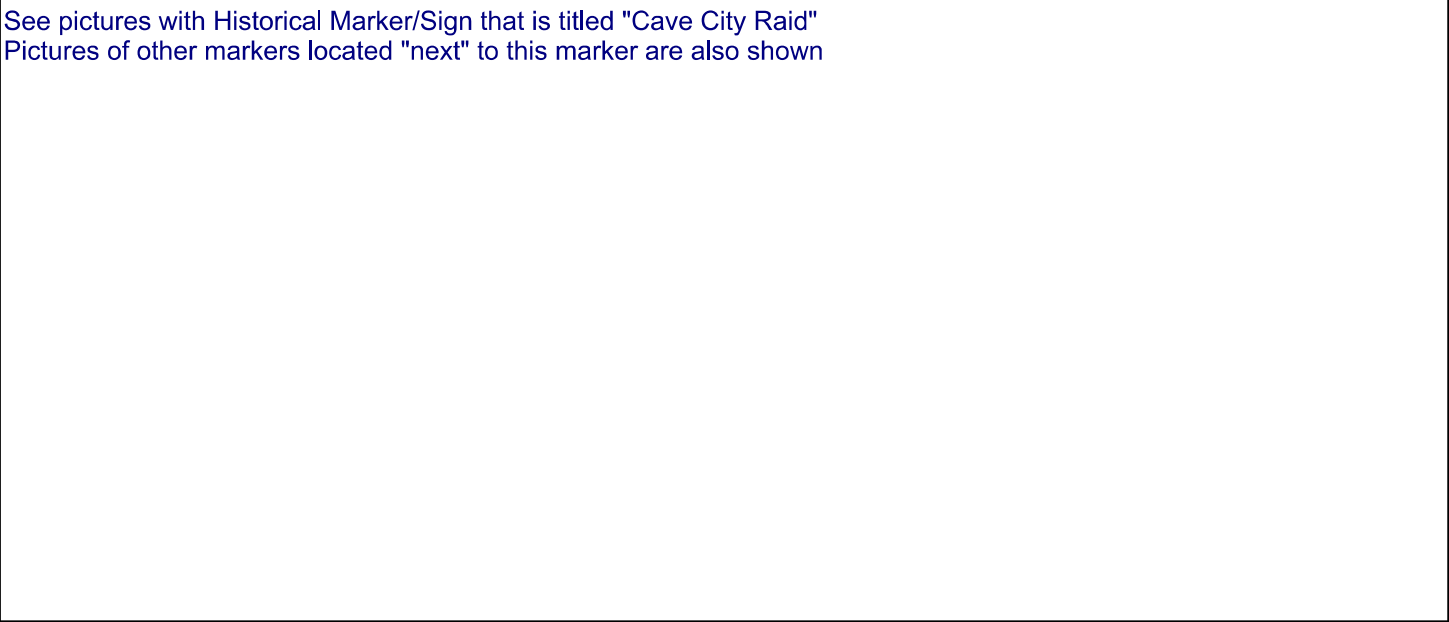 See pictures with Historical Marker/Sign that is titled "Cave City Raid"
Pictures of other markers located "next" to this marker are also shown